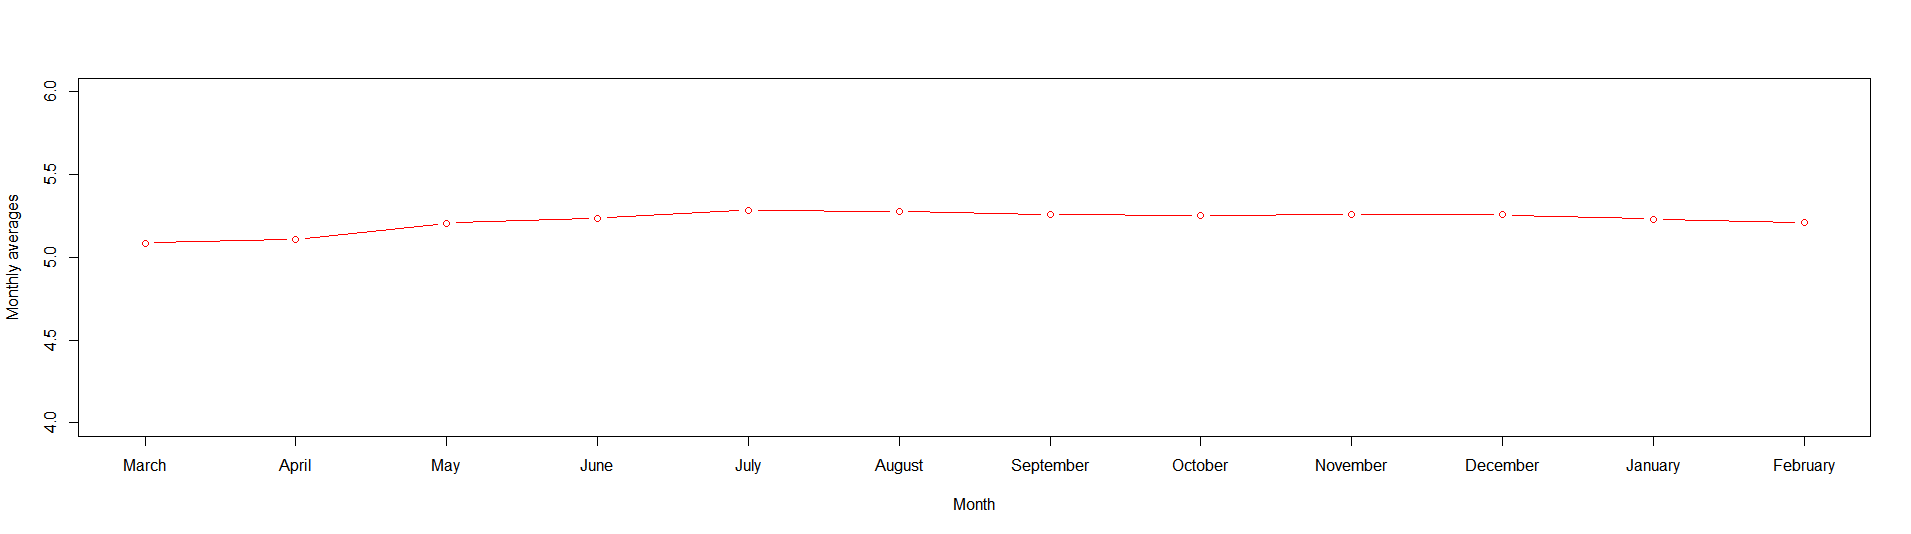 6.0
5.5
5.0
4.5
4.0
Monthly averages
March April May June July August September October November December January February
Month